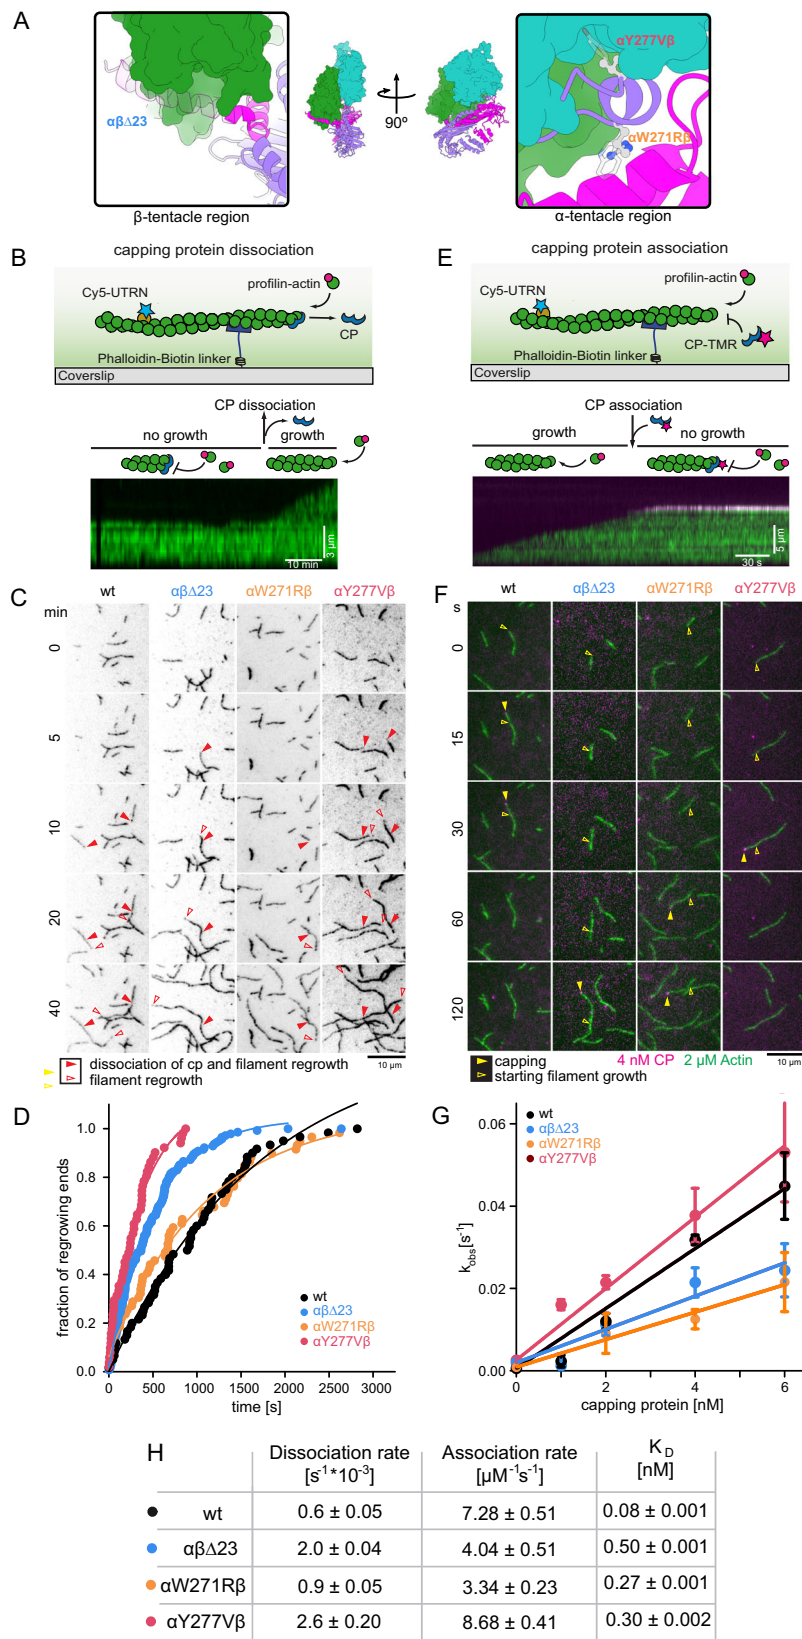 A
αβΔ23
β-tentacle region
90º
αY277Vβ
αW271Rβ
α-tentacle region
B
capping protein dissociation
Cy5-UTRN
profilin-actin
CP
Phalloidin-Biotin linker
Coverslip
CP dissociation
no growth
growth
3 µm
10 min
E
capping protein association
profilin-actin
Cy5-UTRN
CP-TMR
Phalloidin-Biotin linker
Coverslip
CP association
growth
no growth
5 µm
30 s
C
wt
αβΔ23
αW271Rβ
αY277Vβ
min
0
5
10
20
40
dissociation of cp and filament regrowth
filament regrowth
10 µm
F
wt
αβΔ23
αW271Rβ
αY277Vβ
s
0
15
30
60
120
capping
4 nM CP
2 µM Actin
starting filament growth
10 µm
D
fraction of regrowing ends
1.0
0.8
0.6
0.4
0.2
0.0
wt
αβΔ23
αW271Rβ
αY277Vβ
0 500 1000 1500 2000 2500 3000
time [s]
G
wt
αβΔ23
αW271Rβ
αY277Vβ
kobs[s-1]
0.06
0.04
0.02
0.00
0 2 4 6
capping protein [nM]
H
Dissociation rate [s-1*10-3]
Association rate [µM-1s-1]
KD [nM]
wt 0.6 ± 0.05 7.28 ± 0.51 0.08 ± 0.001
αβΔ23 2.0 ± 0.04 4.04 ± 0.51 0.50 ± 0.001
αW271Rβ 0.9 ± 0.05 3.34 ± 0.23 0.27 ± 0.001
αY277Vβ 2.6 ± 0.20 8.68 ± 0.41 0.30 ± 0.002